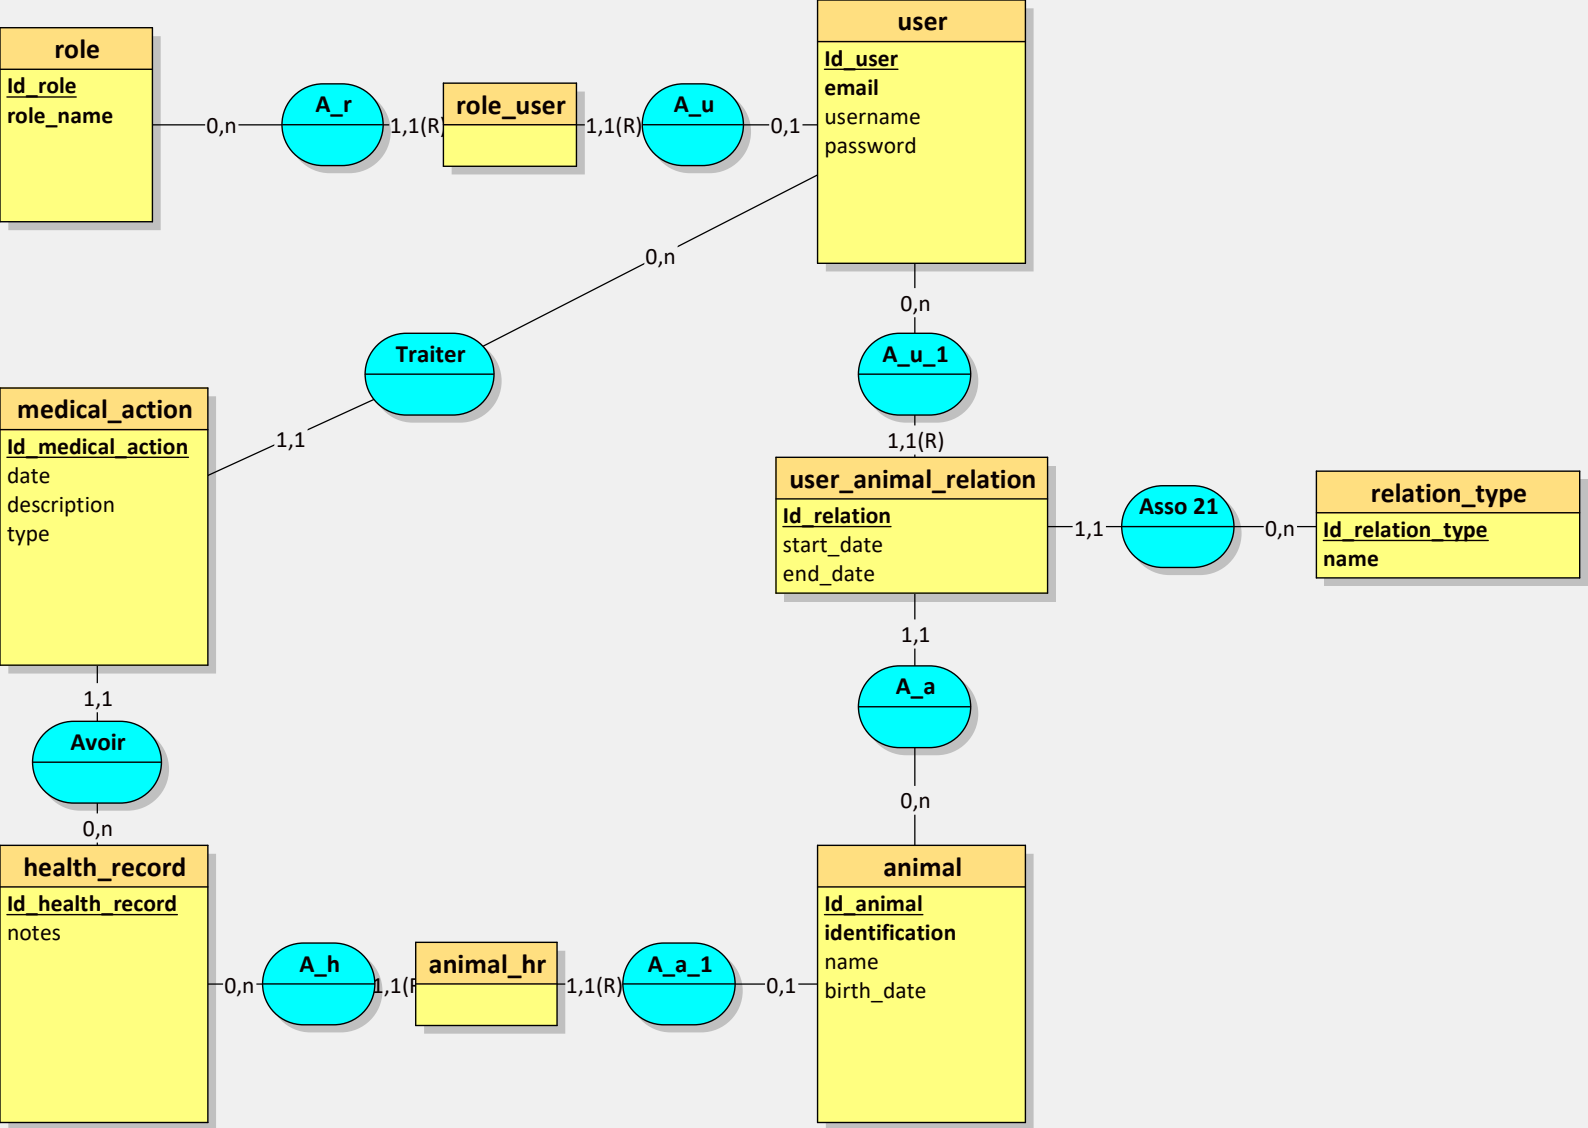 role
Id_role
role_name
0,n
A_r
1,1(R)
role_user
1,1(R)
A_u
0,1
user
Id_user
email
username
password
0,n
Traiter
1,1
0,n
A_u_1
1,1(R)
medical_action
Id_medical_action
date
description
type
user_animal_relation
Id_relation
start_date
end_date
1,1
Asso 21
0,n
relation_type
Id_relation_type
name
1,1
Avoir
0,n
1,1
A_a
0,n
health_record
Id_health_record
notes
0,n
A_h
1,1(R
animal_hr
1,1(R)
A_a_1
0,1
animal
Id_animal
identification
name
birth_date